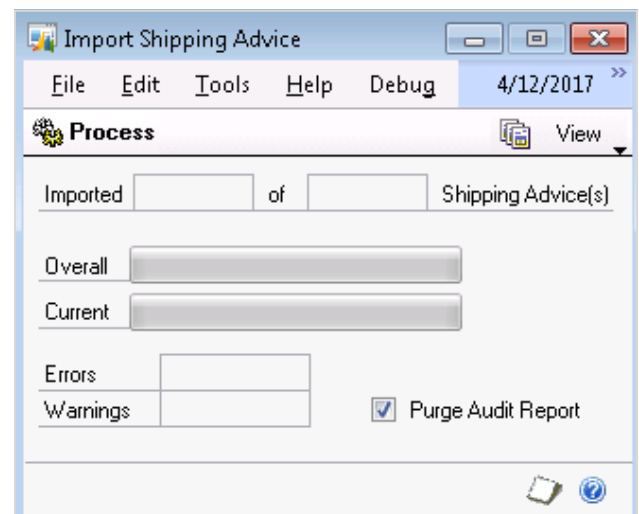 Import Shipping Advice
File Edit Tools Help Debug 4/12/2017 »
Process View
Imported of Shipping Advice(s)
Overall
Current
Errors
Warnings Purge Audit Report